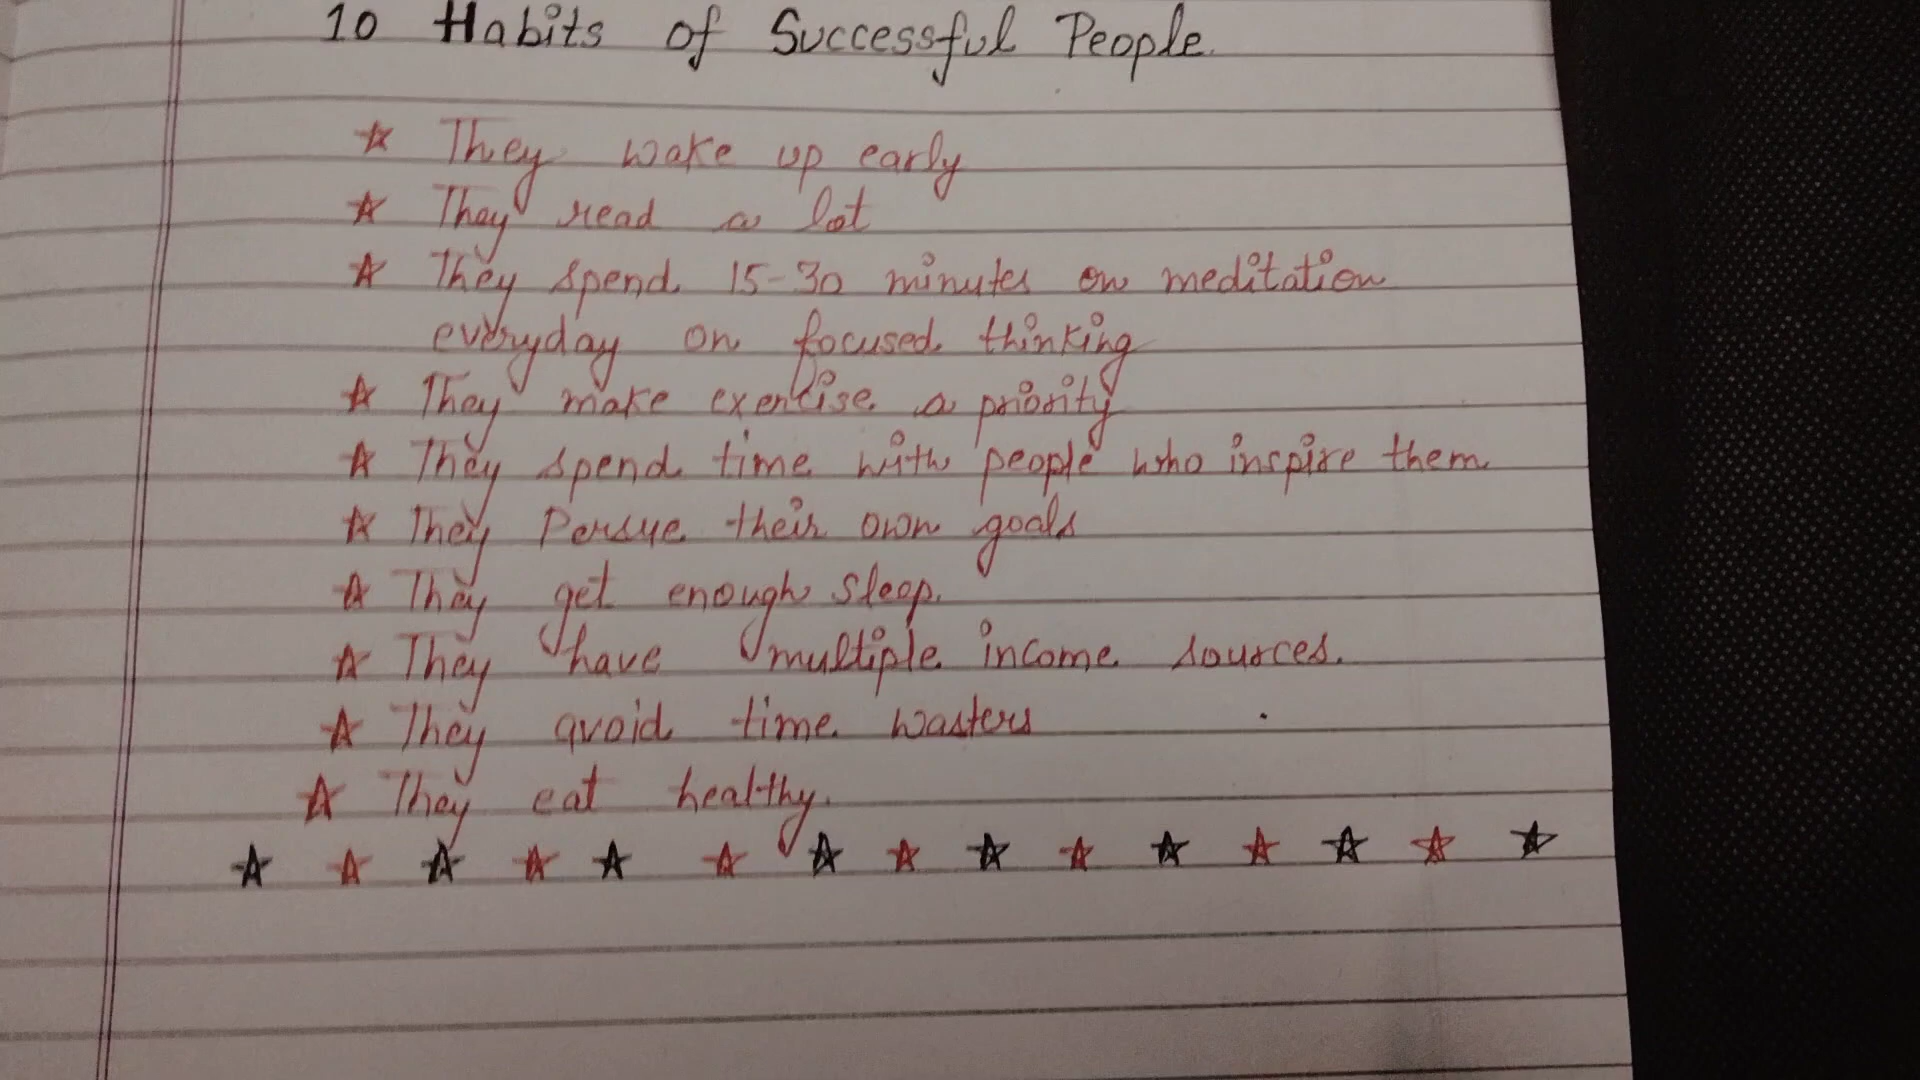 10 Habits of Successful People.
☆ They wake up early
☆ They read a lot
☆ They spend 15-30 minutes on meditation
everyday on focused thinking
☆ They make exercise a priority
☆ They spend time with people who inspire them
☆ They Persue their own goals
☆ They get enough sleep.
☆ They have multiple income sources.
☆ They avoid time wasters
☆ They eat healthy.